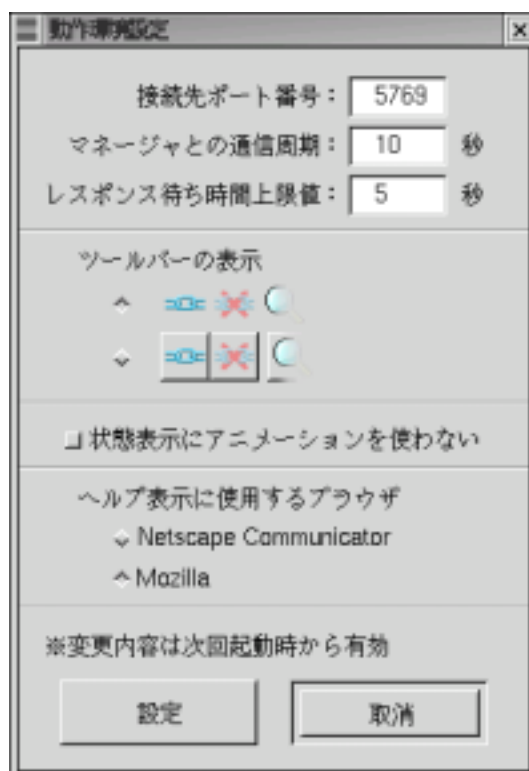 動作環境設定
接続先ポート番号： 5769
マネージャとの通信周期： 10 秒
レスポンス待ち時間上限値： 5 秒
ツールバーの表示
状態表示にアニメーションを使わない
ヘルプ表示に使用するブラウザ
Netscape Communicator
Mozilla
※変更内容は次回起動時から有効
設定 取消